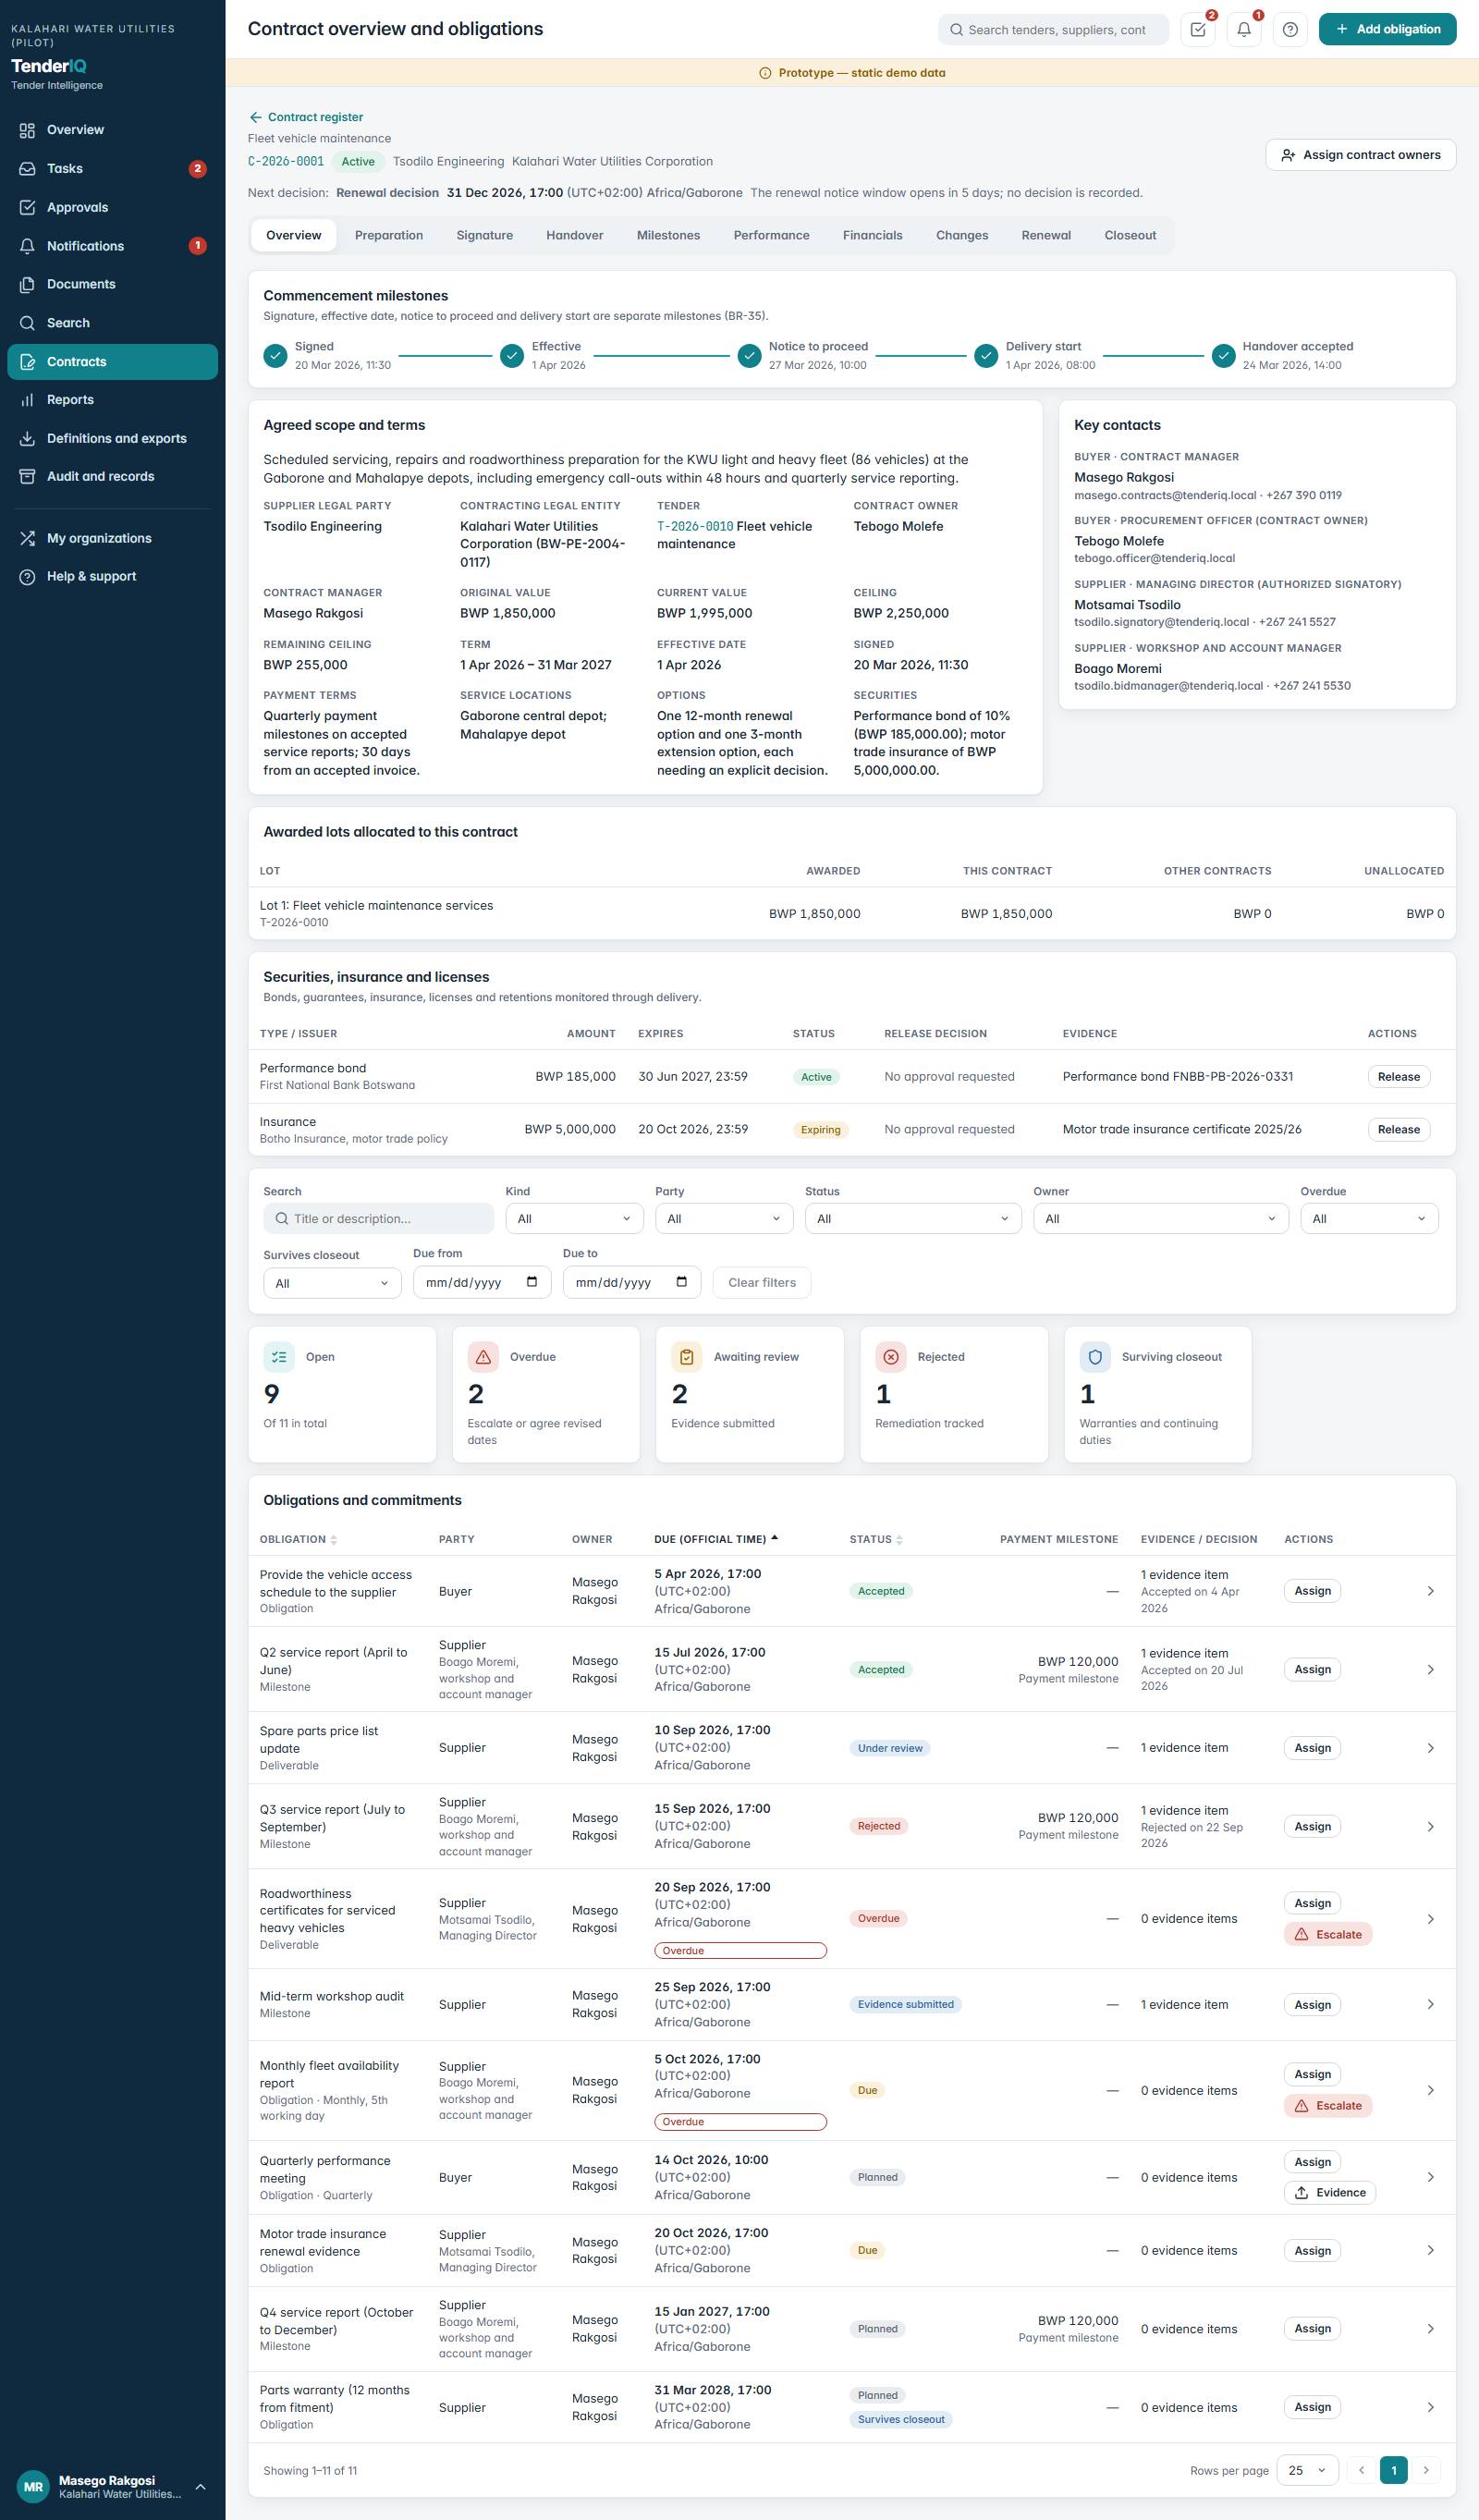 KALAHARI WATER UTILITIES
(PILOT)
TenderIQ
Tender Intelligence
Overview
Tasks 2
Approvals
Notifications 1
Documents
Search
Contracts
Reports
Definitions and exports
Audit and records
My organizations
Help & support
MR Masego Rakgosi
Kalahari Water Utilities...
Contract overview and obligations
Search tenders, suppliers, cont
2
1
Add obligation
Prototype — static demo data
Contract register
Fleet vehicle maintenance
C-2026-0001 Active Tsodilo Engineering Kalahari Water Utilities Corporation
Assign contract owners
Next decision: Renewal decision 31 Dec 2026, 17:00 (UTC+02:00) Africa/Gaborone The renewal notice window opens in 5 days; no decision is recorded.
Overview Preparation Signature Handover Milestones Performance Financials Changes Renewal Closeout
Commencement milestones
Signature, effective date, notice to proceed and delivery start are separate milestones (BR-35).
Signed Effective Notice to proceed Delivery start Handover accepted
20 Mar 2026, 11:30 1 Apr 2026 27 Mar 2026, 10:00 1 Apr 2026, 08:00 24 Mar 2026, 14:00
Agreed scope and terms
Scheduled servicing, repairs and roadworthiness preparation for the KWU light and heavy fleet (86 vehicles) at the
Gaborone and Mahalapye depots, including emergency call-outs within 48 hours and quarterly service reporting.
SUPPLIER LEGAL PARTY CONTRACTING LEGAL ENTITY TENDER CONTRACT OWNER
Tsodilo Engineering Kalahari Water Utilities T-2026-0010 Fleet vehicle Tebogo Molefe
Corporation (BW-PE-2004- maintenance
0117)
CONTRACT MANAGER ORIGINAL VALUE CURRENT VALUE CEILING
Masego Rakgosi BWP 1,850,000 BWP 1,995,000 BWP 2,250,000
REMAINING CEILING TERM EFFECTIVE DATE SIGNED
BWP 255,000 1 Apr 2026 – 31 Mar 2027 1 Apr 2026 20 Mar 2026, 11:30
PAYMENT TERMS SERVICE LOCATIONS OPTIONS SECURITIES
Quarterly payment Gaborone central depot; One 12-month renewal Performance bond of 10%
milestones on accepted Mahalapye depot option and one 3-month (BWP 185,000.00); motor
service reports; 30 days extension option, each trade insurance of BWP
from an accepted invoice. needing an explicit decision. 5,000,000.00.
Key contacts
BUYER · CONTRACT MANAGER
Masego Rakgosi
masego.contracts@tenderiq.local · +267 390 0119
BUYER · PROCUREMENT OFFICER (CONTRACT OWNER)
Tebogo Molefe
tebogo.officer@tenderiq.local
SUPPLIER · MANAGING DIRECTOR (AUTHORIZED SIGNATORY)
Motsamai Tsodilo
tsodilo.signatory@tenderiq.local · +267 241 5527
SUPPLIER · WORKSHOP AND ACCOUNT MANAGER
Boago Moremi
tsodilo.bidmanager@tenderiq.local · +267 241 5530
Awarded lots allocated to this contract
LOT AWARDED THIS CONTRACT OTHER CONTRACTS UNALLOCATED
Lot 1: Fleet vehicle maintenance services BWP 1,850,000 BWP 1,850,000 BWP 0 BWP 0
T-2026-0010
Securities, insurance and licenses
Bonds, guarantees, insurance, licenses and retentions monitored through delivery.
TYPE / ISSUER AMOUNT EXPIRES STATUS RELEASE DECISION EVIDENCE ACTIONS
Performance bond BWP 185,000 30 Jun 2027, 23:59 Active No approval requested Performance bond FNBB-PB-2026-0331 Release
First National Bank Botswana
Insurance BWP 5,000,000 20 Oct 2026, 23:59 Expiring No approval requested Motor trade insurance certificate 2025/26 Release
Botho Insurance, motor trade policy
Search Kind Party Status Owner Overdue
Title or description... All All All All All
Survives closeout Due from Due to
All mm/dd/yyyy mm/dd/yyyy Clear filters
Open Overdue Awaiting review Rejected Surviving closeout
9 2 2 1 1
Of 11 in total Escalate or agree revised Evidence submitted Remediation tracked Warranties and continuing
dates duties
Obligations and commitments
OBLIGATION PARTY OWNER DUE (OFFICIAL TIME) STATUS PAYMENT MILESTONE EVIDENCE / DECISION ACTIONS
Provide the vehicle access Buyer Masego 5 Apr 2026, 17:00 Accepted — 1 evidence item Assign
schedule to the supplier Rakgosi (UTC+02:00) Accepted on 4 Apr
Obligation Africa/Gaborone 2026
Q2 service report (April to Supplier Masego 15 Jul 2026, 17:00 Accepted BWP 120,000 1 evidence item Assign
June) Boago Moremi, Rakgosi (UTC+02:00) Payment milestone Accepted on 20 Jul
Milestone workshop and Africa/Gaborone 2026
account manager
Spare parts price list Supplier Masego 10 Sep 2026, 17:00 Under review — 1 evidence item Assign
update Rakgosi (UTC+02:00)
Deliverable Africa/Gaborone
Q3 service report (July to Supplier Masego 15 Sep 2026, 17:00 Rejected BWP 120,000 1 evidence item Assign
September) Boago Moremi, Rakgosi (UTC+02:00) Payment milestone Rejected on 22 Sep
Milestone workshop and Africa/Gaborone 2026
account manager
Roadworthiness Supplier Masego 20 Sep 2026, 17:00 Overdue — 0 evidence items Assign
certificates for serviced Motsamai Tsodilo, Rakgosi (UTC+02:00) Escalate
heavy vehicles Managing Director Africa/Gaborone
Deliverable Overdue
Mid-term workshop audit Supplier Masego 25 Sep 2026, 17:00 Evidence submitted — 1 evidence item Assign
Milestone Rakgosi (UTC+02:00)
Africa/Gaborone
Monthly fleet availability Supplier Masego 5 Oct 2026, 17:00 Due — 0 evidence items Assign
report Boago Moremi, Rakgosi (UTC+02:00) Escalate
Obligation · Monthly, 5th workshop and Africa/Gaborone
working day account manager Overdue
Quarterly performance Buyer Masego 14 Oct 2026, 10:00 Planned — 0 evidence items Assign
meeting Rakgosi (UTC+02:00) Evidence
Obligation · Quarterly Africa/Gaborone
Motor trade insurance Supplier Masego 20 Oct 2026, 17:00 Due — 0 evidence items Assign
renewal evidence Motsamai Tsodilo, Rakgosi (UTC+02:00)
Obligation Managing Director Africa/Gaborone
Q4 service report (October Supplier Masego 15 Jan 2027, 17:00 Planned BWP 120,000 0 evidence items Assign
to December) Boago Moremi, Rakgosi (UTC+02:00) Payment milestone
Milestone workshop and Africa/Gaborone
account manager
Parts warranty (12 months Supplier Masego 31 Mar 2028, 17:00 Planned — 0 evidence items Assign
from fitment) Rakgosi (UTC+02:00) Survives closeout
Obligation Africa/Gaborone
Showing 1–11 of 11 Rows per page 25 1